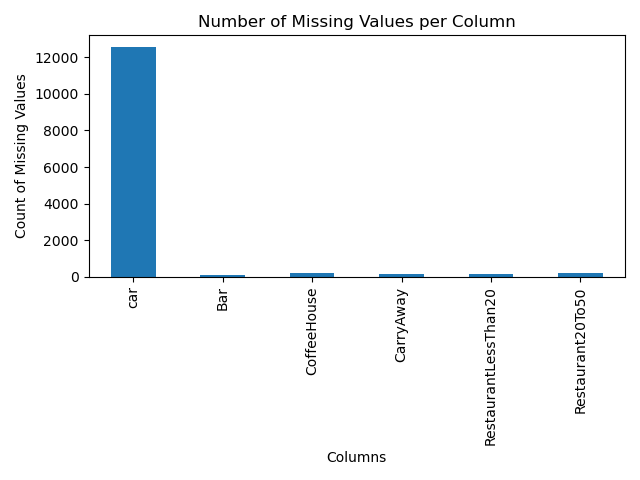 Number of Missing Values per Column
Count of Missing Values
12000
10000
8000
6000
4000
2000
0
car
Bar
CoffeeHouse
CarryAway
RestaurantLessThan20
Restaurant20To50
Columns